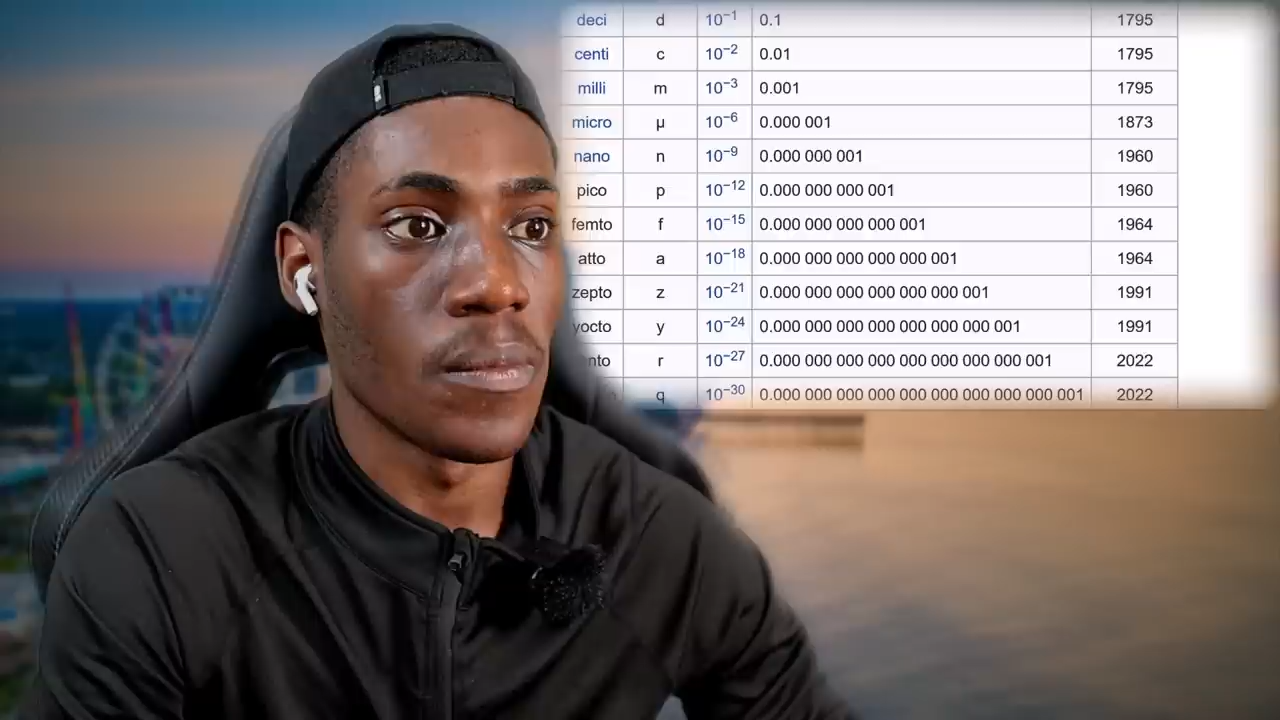 deci d 10⁻¹ 0.1 1795
centi c 10⁻² 0.01 1795
milli m 10⁻³ 0.001 1795
micro μ 10⁻⁶ 0.000 001 1873
nano n 10⁻⁹ 0.000 000 001 1960
pico p 10⁻¹² 0.000 000 000 001 1960
femto f 10⁻¹⁵ 0.000 000 000 000 001 1964
atto a 10⁻¹⁸ 0.000 000 000 000 000 001 1964
zepto z 10⁻²¹ 0.000 000 000 000 000 000 001 1991
yocto y 10⁻²⁴ 0.000 000 000 000 000 000 000 001 1991
nto r 10⁻²⁷ 0.000 000 000 000 000 000 000 000 001 2022
q 10⁻³⁰ 0.000 000 000 000 000 000 000 000 000 001 2022